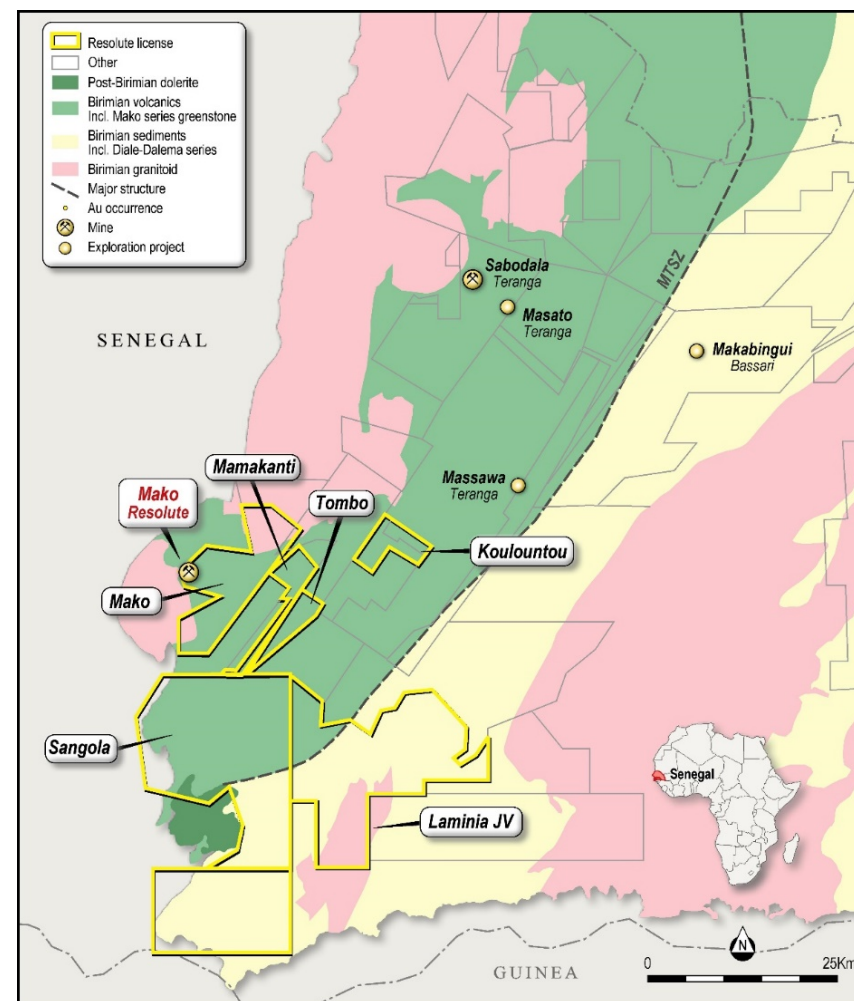 Resolute license
Other
Post-Birimian dolerite
Birimian volcanics
Incl. Mako series greenstone
Birimian sediments
Incl. Diale-Dalema series
Birimian granitoid
Major structure
Au occurrence
Mine
Exploration project
MTSZ
Sabodala
Teranga
Masato
Teranga
SENEGAL
Makabingui
Bassari
Mamakanti
Massawa
Teranga
Mako
Resolute
Tombo
Koulountou
Mako
Sangola
Senegal
Laminia JV
N
GUINEA
0 25Km